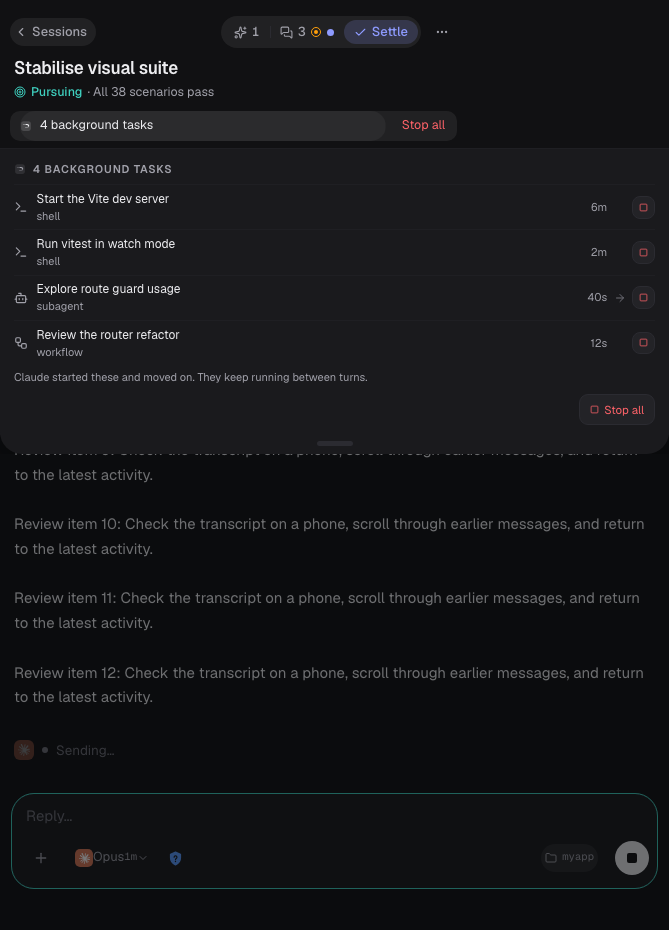 Sessions
1
3
Settle
Stabilise visual suite
Pursuing · All 38 scenarios pass
4 background tasks
Stop all
4 BACKGROUND TASKS
Start the Vite dev server
shell
6m
Run vitest in watch mode
shell
2m
Explore route guard usage
subagent
40s
Review the router refactor
workflow
12s
Claude started these and moved on. They keep running between turns.
Stop all
to the latest activity.
Review item 10: Check the transcript on a phone, scroll through earlier messages, and return
to the latest activity.
Review item 11: Check the transcript on a phone, scroll through earlier messages, and return
to the latest activity.
Review item 12: Check the transcript on a phone, scroll through earlier messages, and return
to the latest activity.
Sending…
Reply…
Opus 1m
myapp